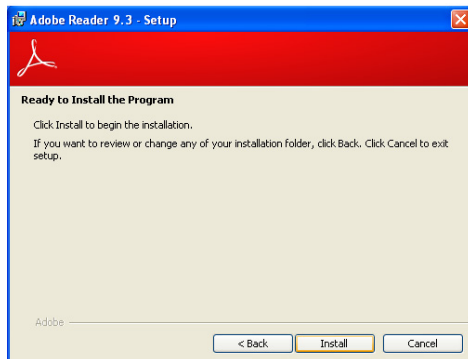 Adobe Reader 9.3 - Setup
Ready to Install the Program
Click Install to begin the installation.
If you want to review or change any of your installation folder, click Back. Click Cancel to exit
setup.
Adobe
< Back Install Cancel